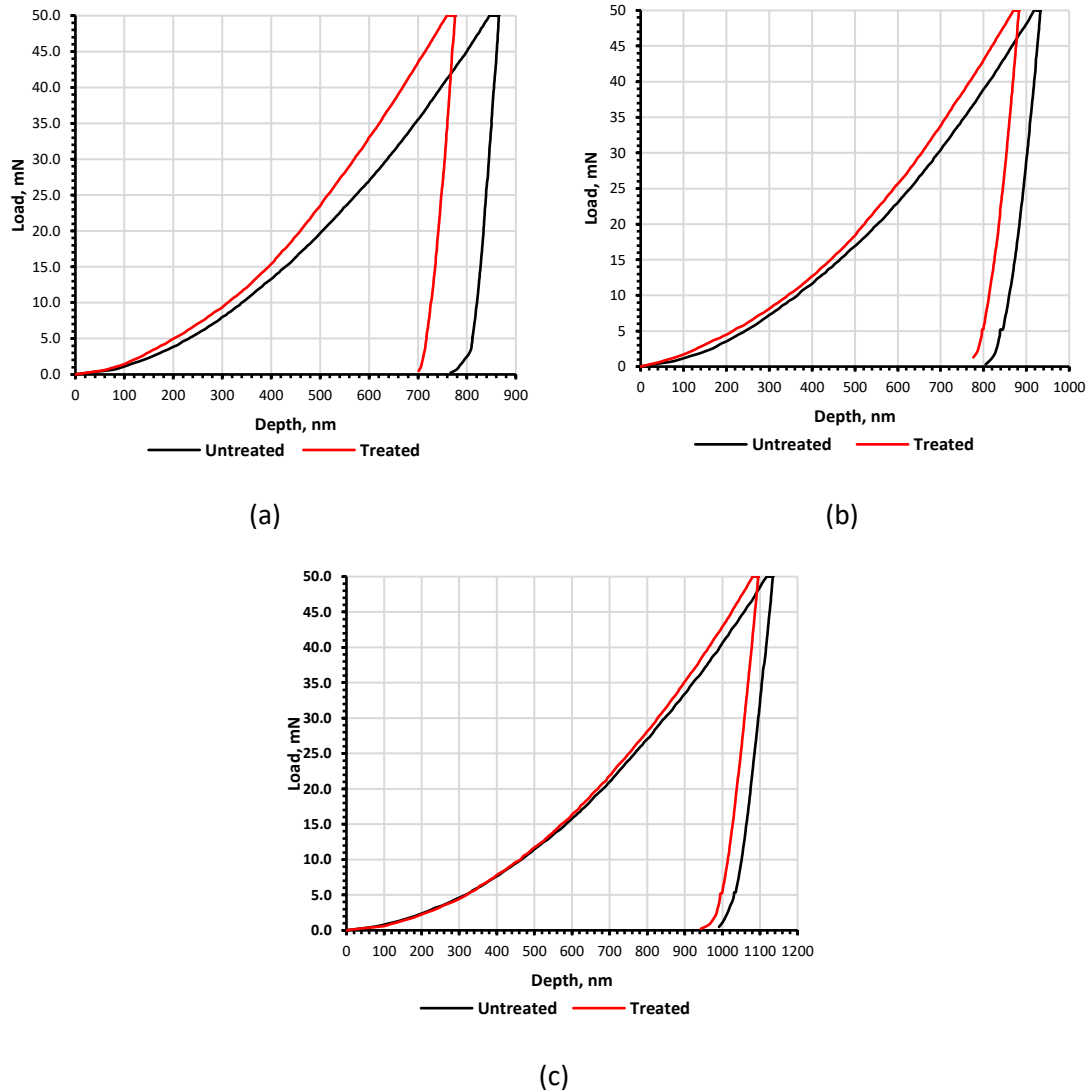 50.0
45.0
40.0
35.0
30.0
25.0
20.0
15.0
10.0
5.0
0.0
Load, mN
0 100 200 300 400 500 600 700 800 900
Depth, nm
Untreated Treated
(a)
50
45
40
35
30
25
20
15
10
5
0
Load, mN
0 100 200 300 400 500 600 700 800 900 1000
Depth, nm
Untreated Treated
(b)
50.0
45.0
40.0
35.0
30.0
25.0
20.0
15.0
10.0
5.0
0.0
Load, mN
0 100 200 300 400 500 600 700 800 900 1000 1100 1200
Depth, nm
Untreated Treated
(c)